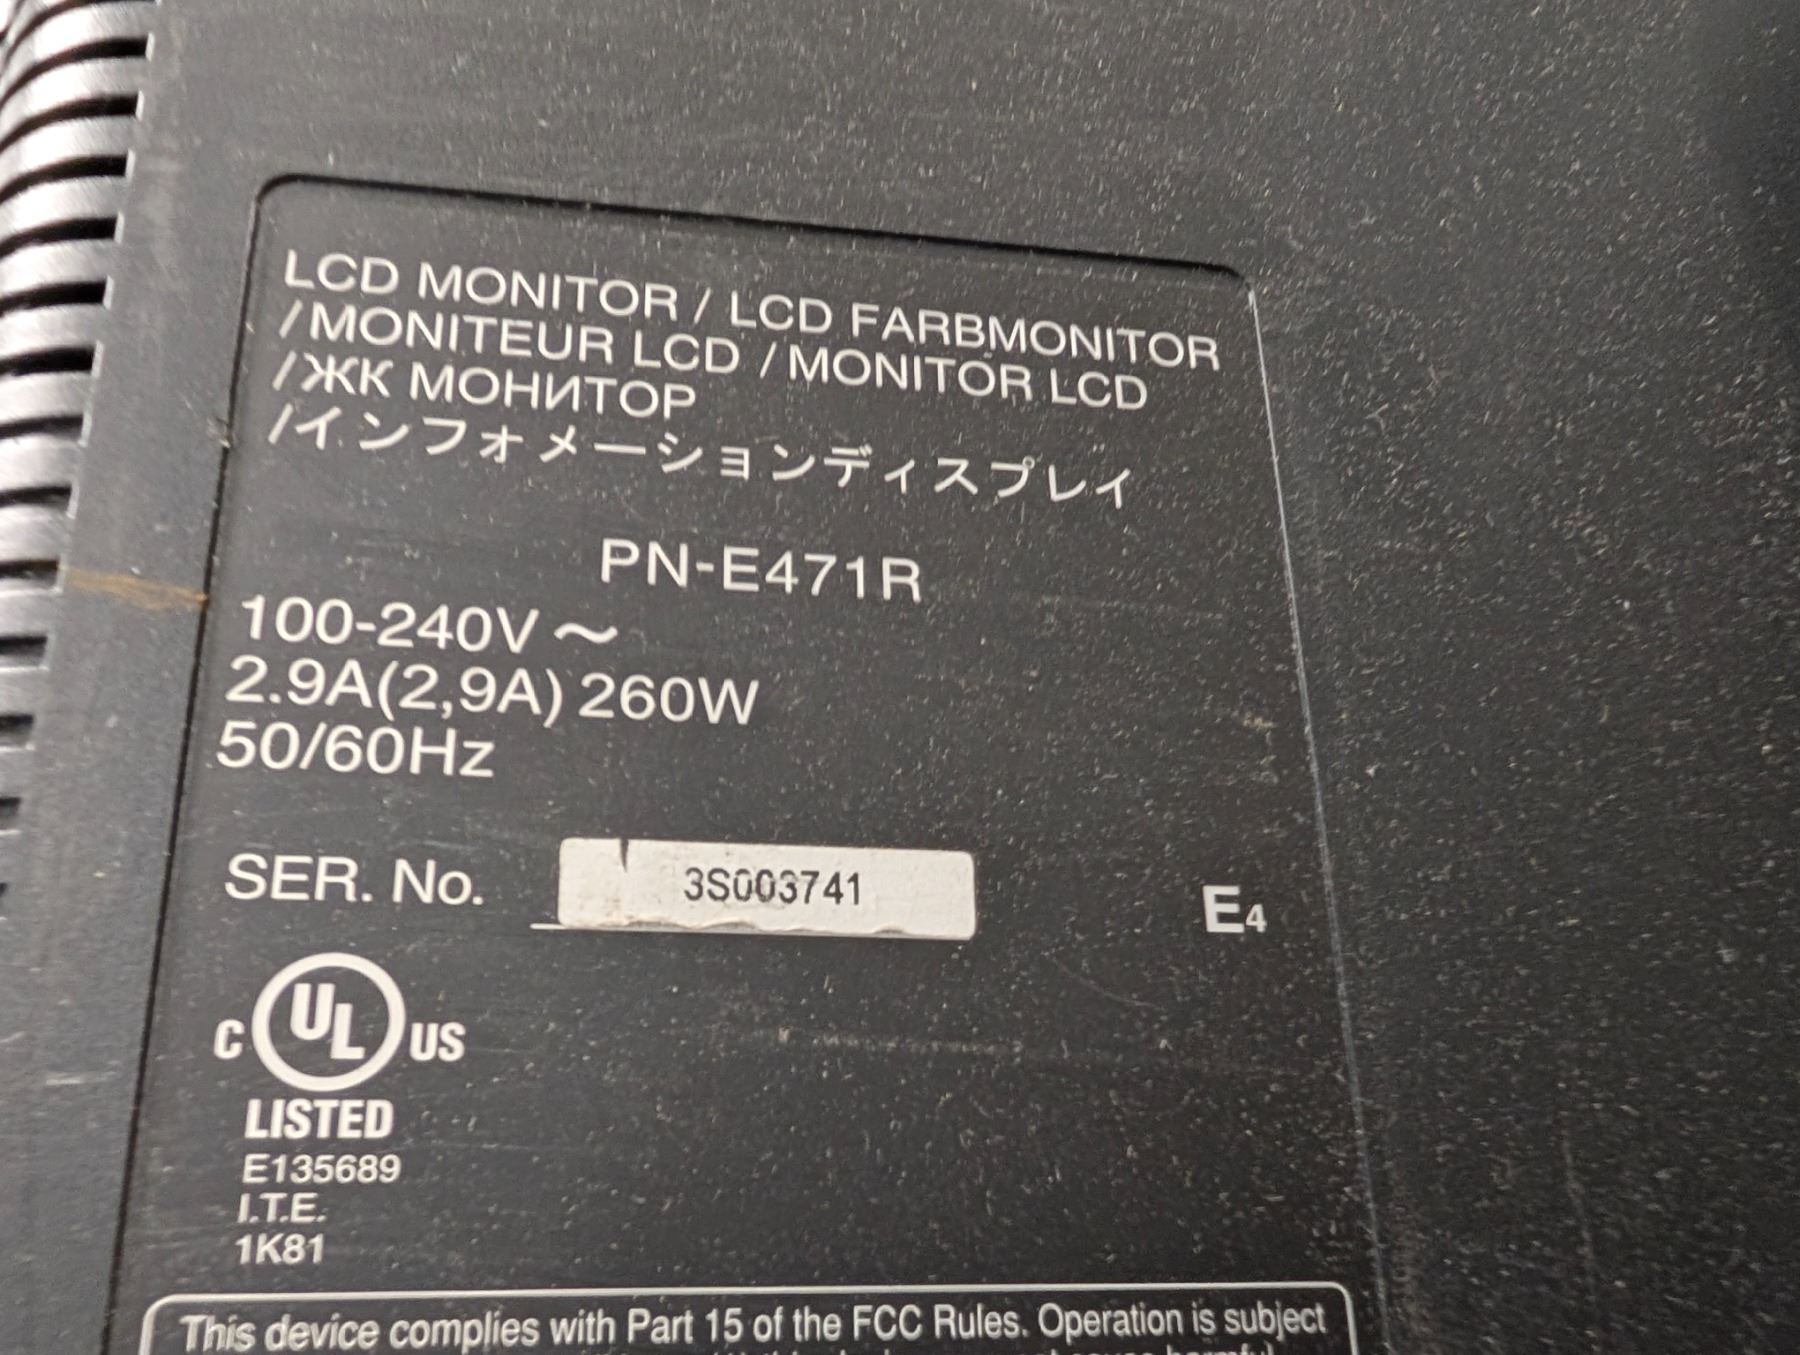 LCD MONITOR / LCD FARBMONITOR
/ MONITEUR LCD / MONITOR LCD
/ ЖК МОНИТОР
/インフォメーションディスプレイ
PN-E471R
100-240V ～
2.9A(2,9A) 260W
50/60Hz
SER. No. 3S003741
E4
C UL US
LISTED
E135689
I.T.E.
1K81
This device complies with Part 15 of the FCC Rules. Operation is subject